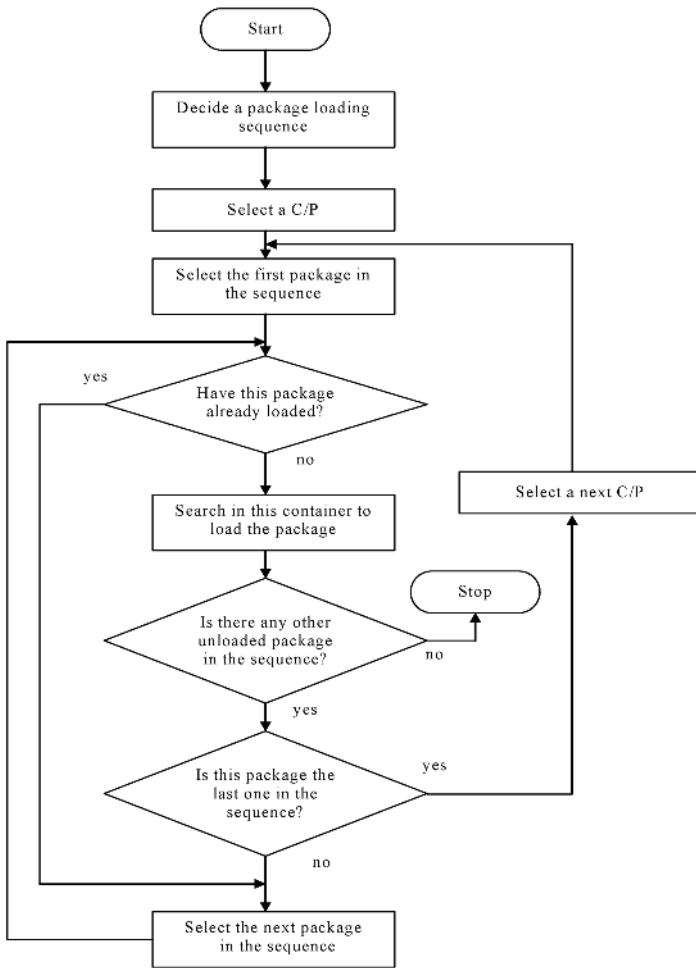 Start
Decide a package loading
sequence
Select a C/P
Select the first package in
the sequence
yes
Have this package
already loaded?
no
Search in this container to
load the package
Select a next C/P
Stop
Is there any other
unloaded package
in the sequence?
no
yes
Is this package the
last one in the
sequence?
yes
no
Select the next package
in the sequence